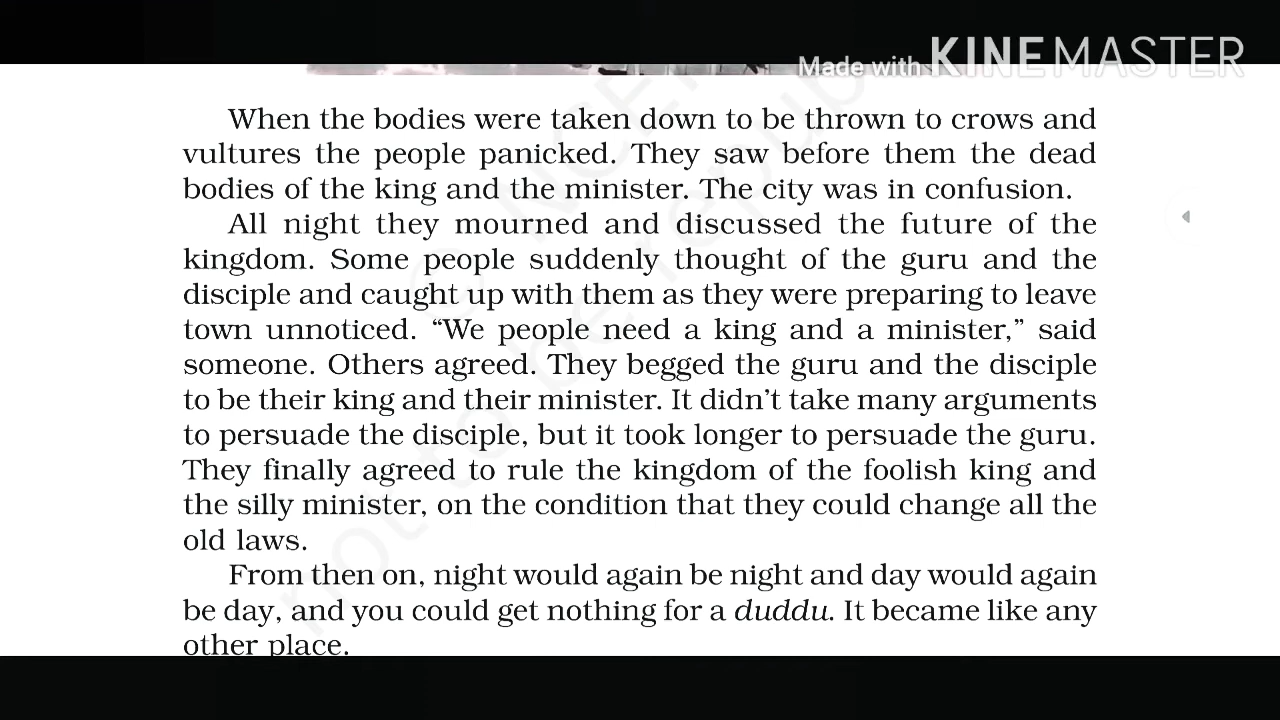 Made with KINEMASTER
When the bodies were taken down to be thrown to crows and
vultures the people panicked. They saw before them the dead
bodies of the king and the minister. The city was in confusion.
All night they mourned and discussed the future of the
kingdom. Some people suddenly thought of the guru and the
disciple and caught up with them as they were preparing to leave
town unnoticed. “We people need a king and a minister,” said
someone. Others agreed. They begged the guru and the disciple
to be their king and their minister. It didn’t take many arguments
to persuade the disciple, but it took longer to persuade the guru.
They finally agreed to rule the kingdom of the foolish king and
the silly minister, on the condition that they could change all the
old laws.
From then on, night would again be night and day would again
be day, and you could get nothing for a duddu. It became like any
other place.
not to be repub